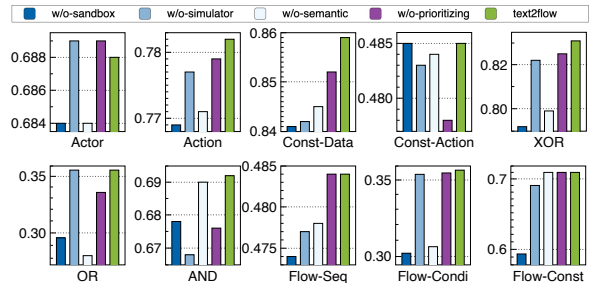 w/o-sandbox w/o-simulator w/o-semantic w/o-prioritizing text2flow
0.688
0.684
Actor
0.78
0.77
Action
0.86
0.85
0.84
Const-Data
0.485
0.480
Const-Action
0.82
0.80
XOR
0.35
0.30
OR
0.69
0.68
0.67
AND
0.485
0.480
0.475
Flow-Seq
0.35
0.30
Flow-Condi
0.7
0.6
Flow-Const